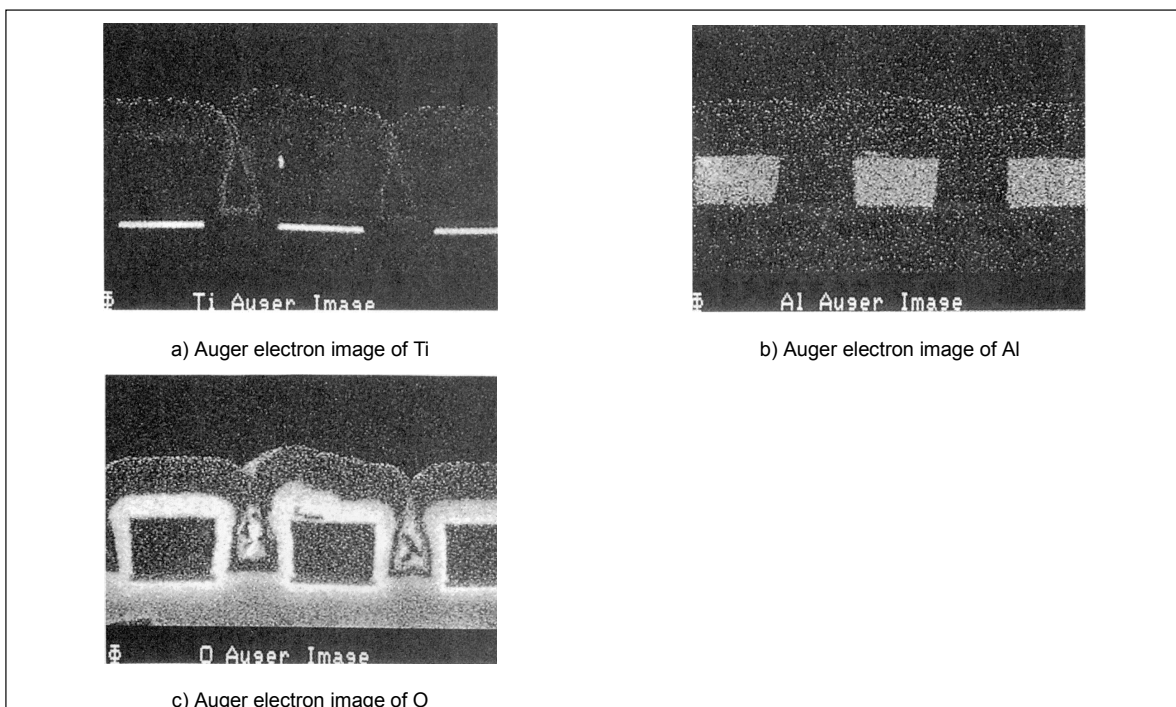 Φ Ti Auger Image
Φ Al Auger Image
a) Auger electron image of Ti
b) Auger electron image of Al
Φ O Auger Image
c) Auger electron image of O